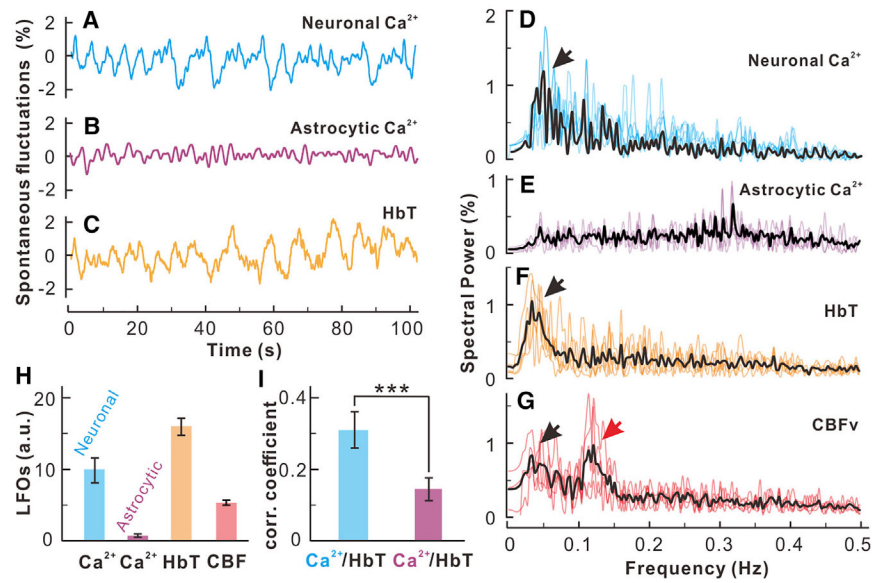 A
Neuronal Ca²⁺
2
0
-2
B
Astrocytic Ca²⁺
2
0
-2
C
HbT
2
0
-2
Spontaneous fluctuations (%)
0 20 40 60 80 100
Time (s)
D
Neuronal Ca²⁺
2
1
0
E
Astrocytic Ca²⁺
1
0
F
HbT
1
0
G
CBFv
1
0
Spectral Power (%)
0 0.1 0.2 0.3 0.4 0.5
Frequency (Hz)
H
20
10
0
LFOs (a.u.)
Neuronal
Astrocytic
Ca²⁺ Ca²⁺ HbT CBF
I
***
0.4
0.2
0
corr. coefficient
Ca²⁺/HbT Ca²⁺/HbT